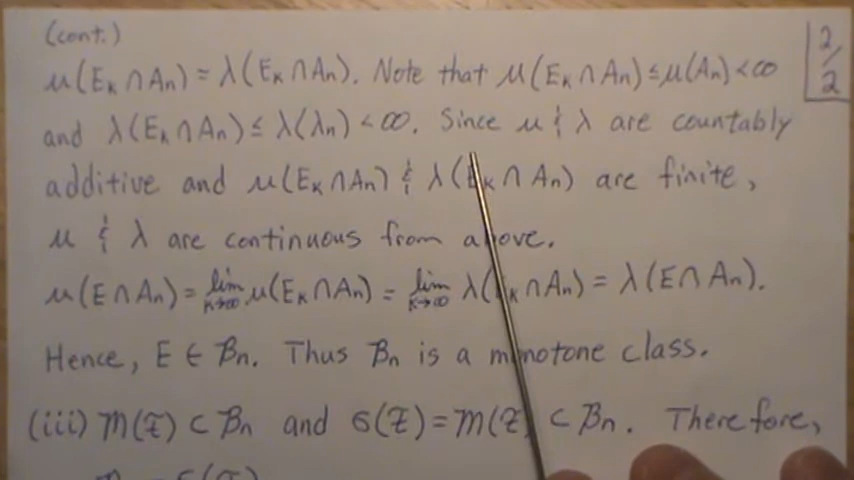 (cont.)
μ(E_K ∩ A_n) = λ(E_K ∩ A_n). Note that μ(E_K ∩ A_n) ≤ μ(A_n) < ∞
2/2
and λ(E_K ∩ A_n) ≤ λ(λ_n) < ∞. Since μ & λ are countably
additive and μ(E_K ∩ A_n) & λ(E_K ∩ A_n) are finite,
μ & λ are continuous from above.
μ(E ∩ A_n) = lim_{K→∞} μ(E_K ∩ A_n) = lim_{K→∞} λ(E_K ∩ A_n) = λ(E ∩ A_n).
Hence, E ∈ B_n. Thus B_n is a monotone class.
(iii) M(F) ⊂ B_n and σ(F) = M(F) ⊂ B_n. Therefore,